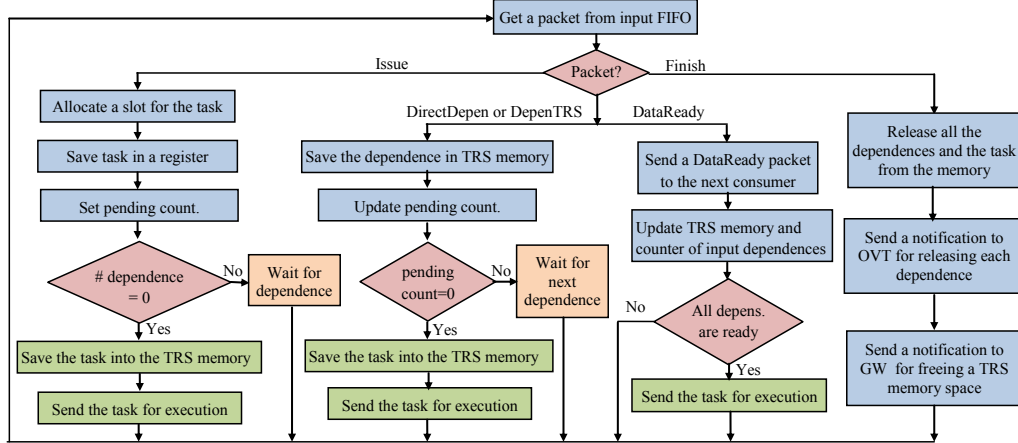 Get a packet from input FIFO
Packet?
Issue
Finish
Allocate a slot for the task
Save task in a register
Set pending count.
# dependence
= 0
No
Wait for
dependence
Yes
Save the task into the TRS memory
Send the task for execution
DirectDepen or DepenTRS
Save the dependence in TRS memory
Update pending count.
pending
count=0
No
Wait for
next
dependence
Yes
Save the task into the TRS memory
Send the task for execution
DataReady
Send a DataReady packet
to the next consumer
Update TRS memory and
counter of input dependences
All depens.
are ready
No
Yes
Send the task for execution
Release all the
dependences and the task
from the memory
Send a notification to
OVT for releasing each
dependence
Send a notification to
GW for freeing a TRS
memory space